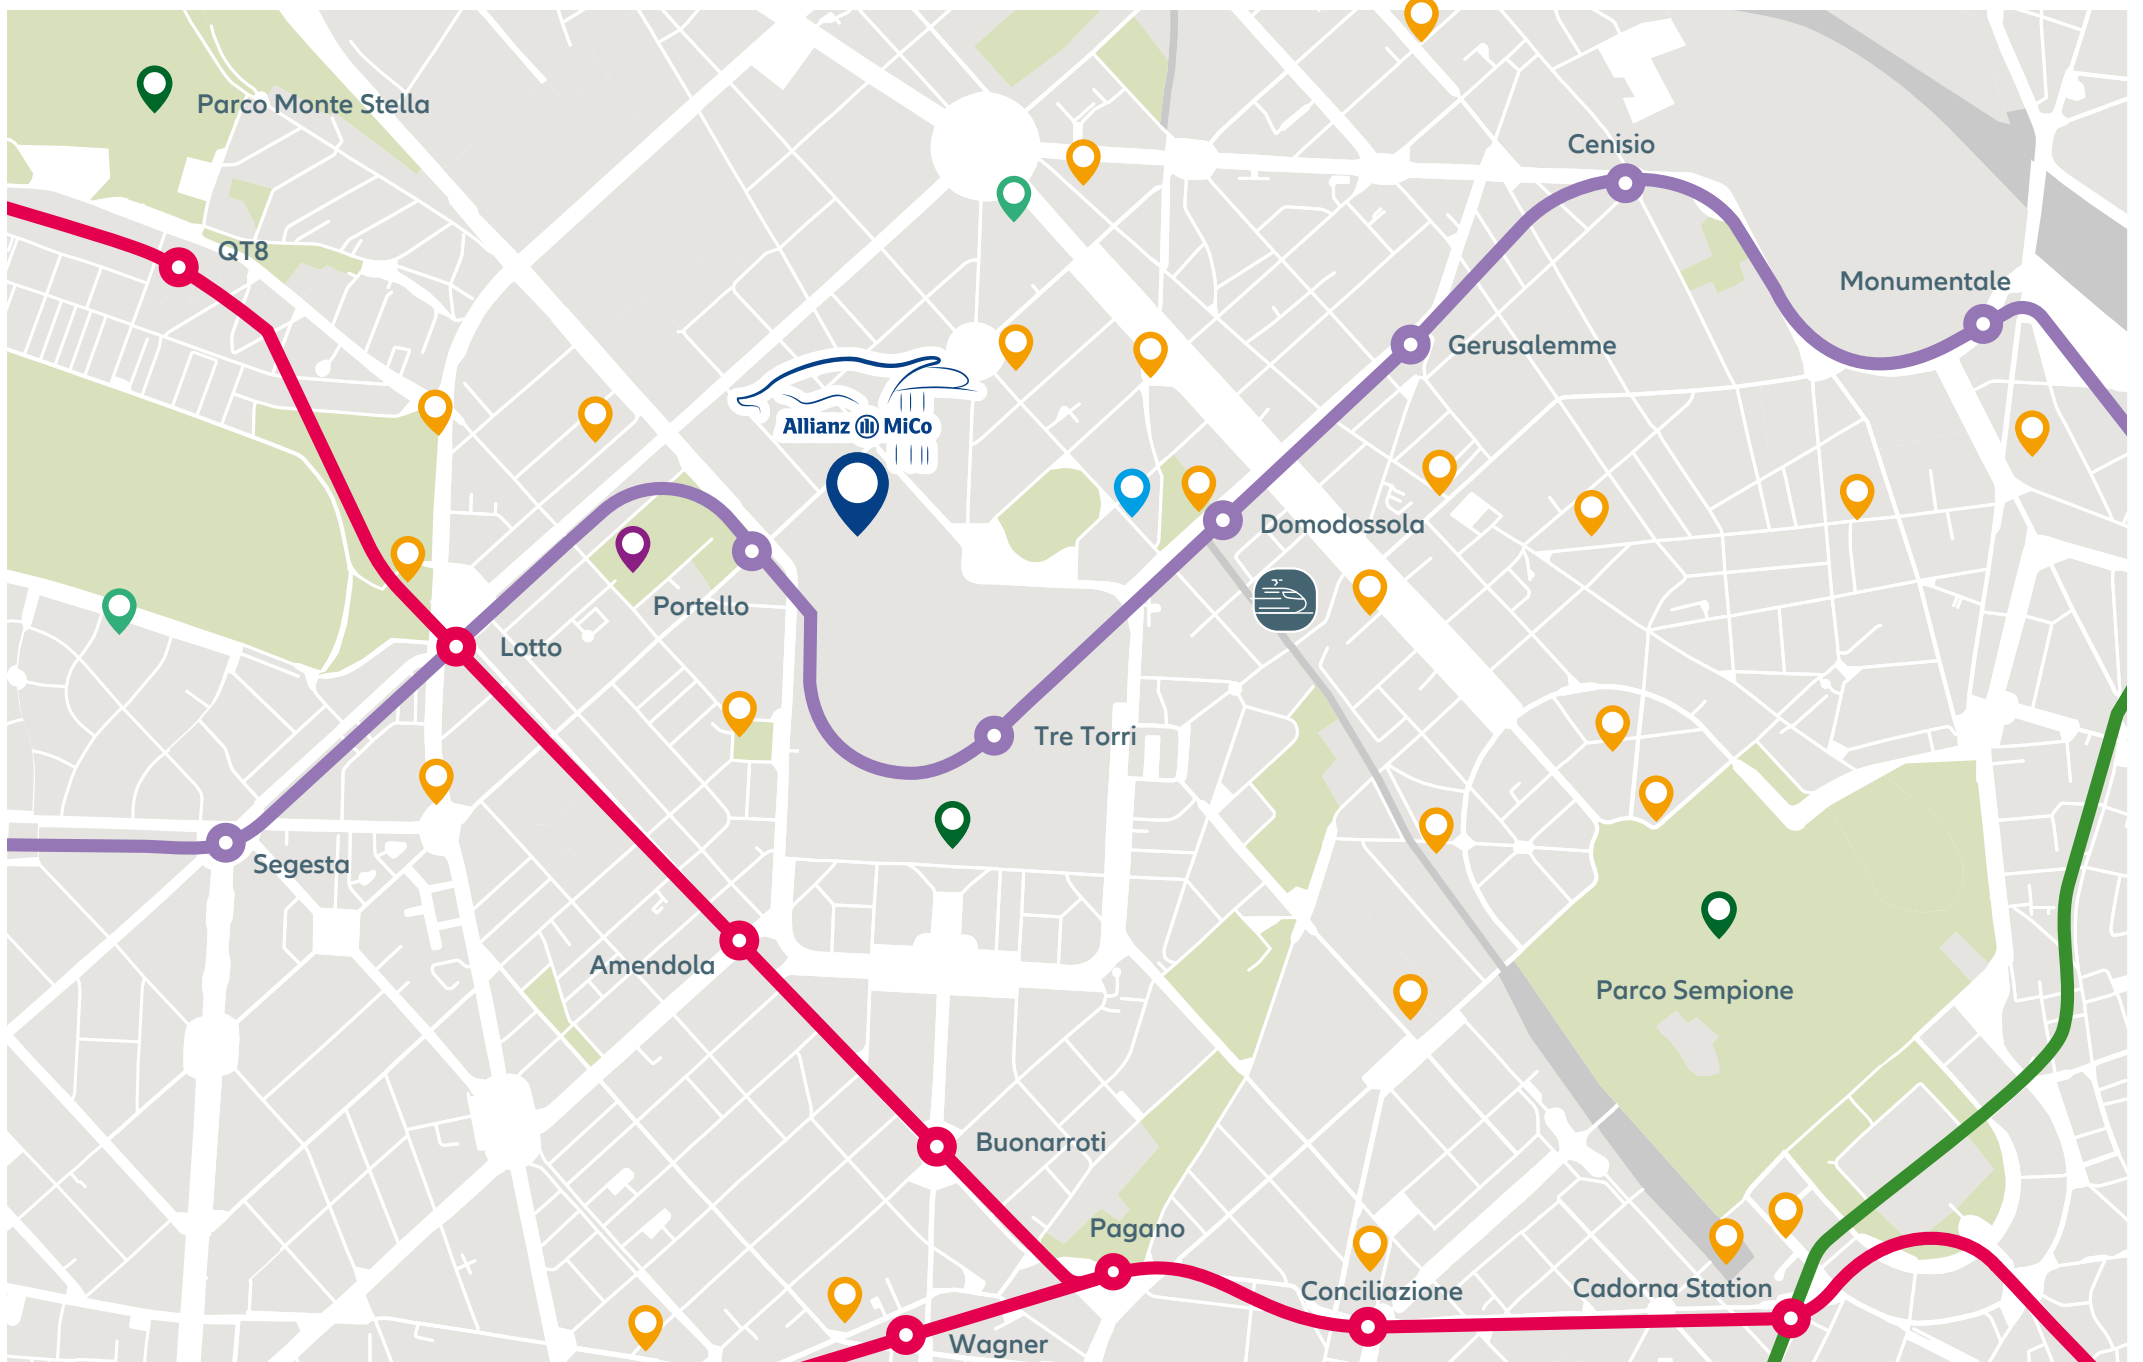 Parco Monte Stella
Cenisio
QT8
Monumentale
Gerusalemme
Allianz MiCo
Domodossola
Portello
Lotto
Tre Torri
Segesta
Amendola
Parco Sempione
Buonarroti
Pagano
Conciliazione
Cadorna Station
Wagner